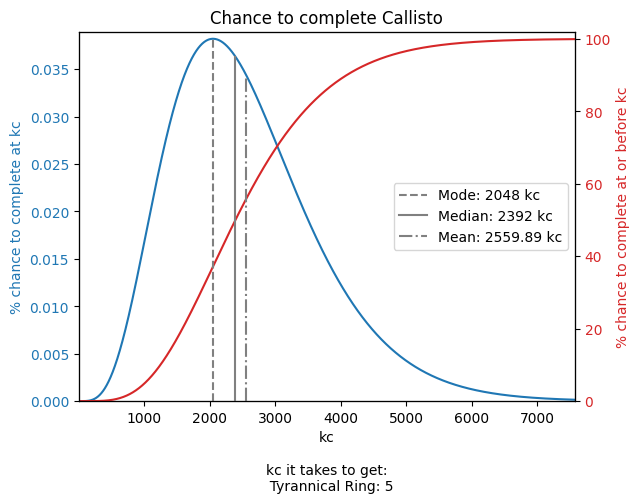 Chance to complete Callisto
% chance to complete at kc
0.035
0.030
0.025
0.020
0.015
0.010
0.005
0.000
Mode: 2048 kc
Median: 2392 kc
Mean: 2559.89 kc
100
80
60
40
20
0
% chance to complete at or before kc
1000 2000 3000 4000 5000 6000 7000
kc
kc it takes to get:
Tyrannical Ring: 5